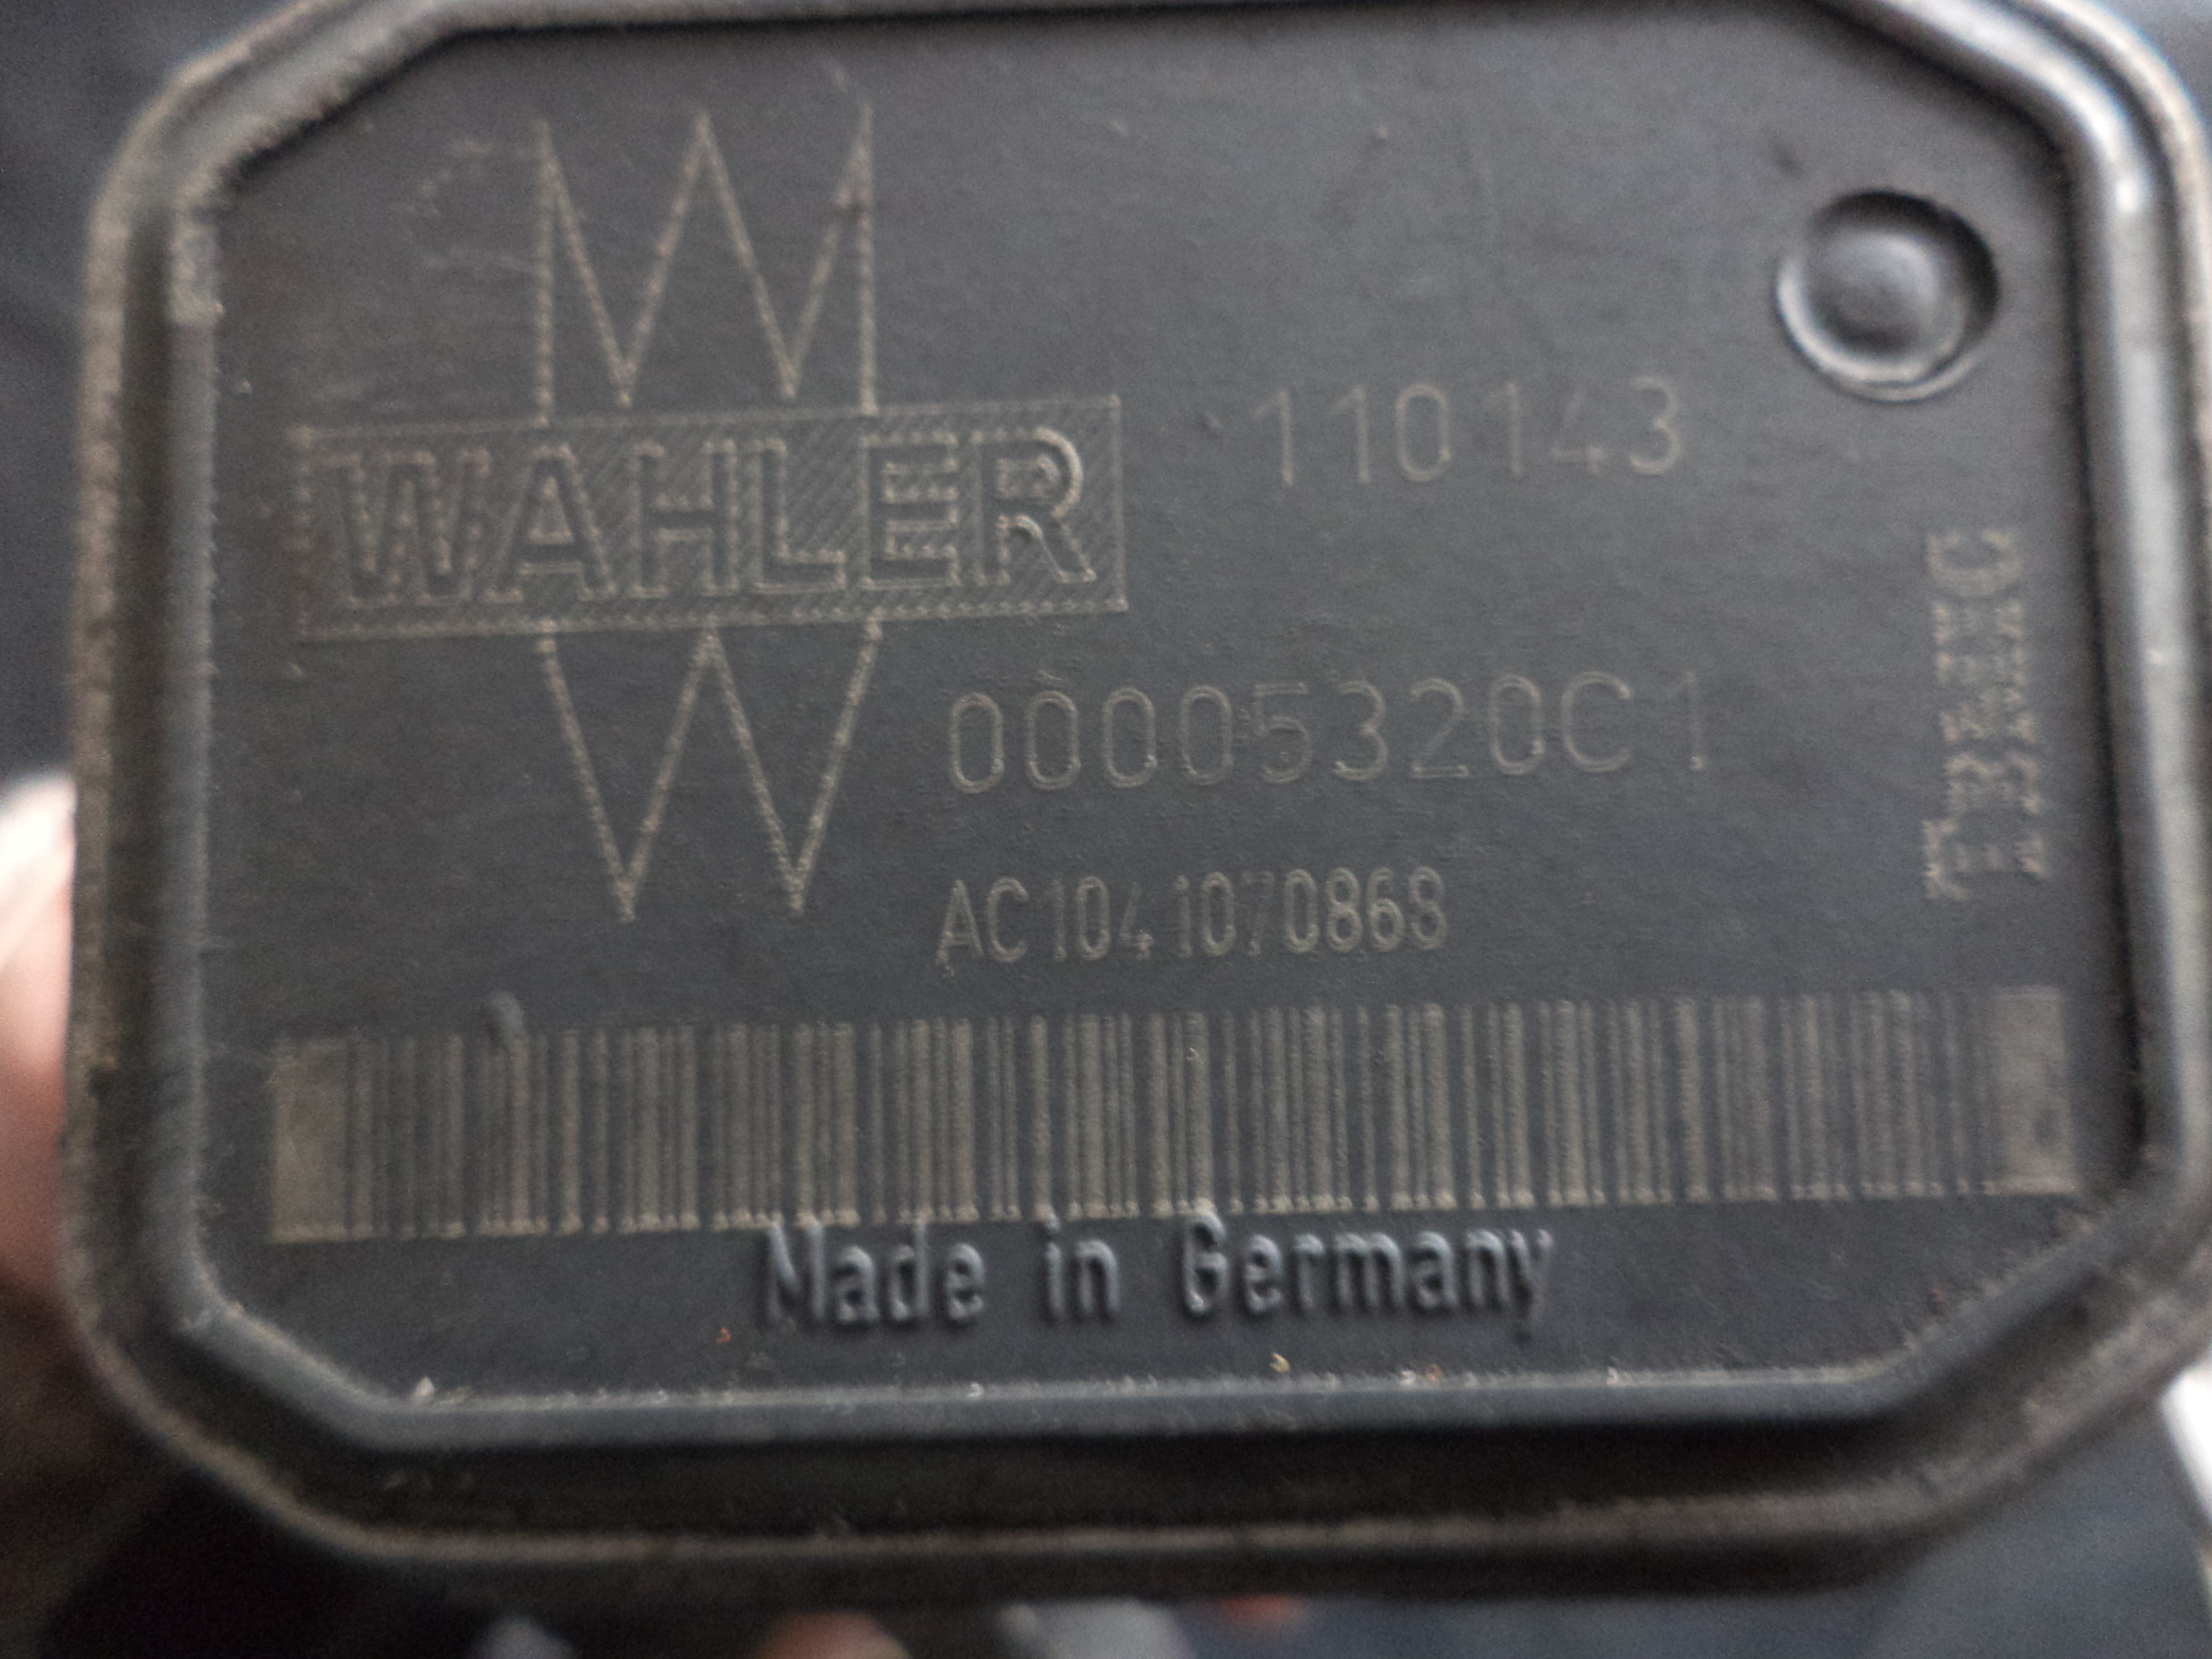 WAHLER
110143
00005320C1
AC1041070868
Made in Germany